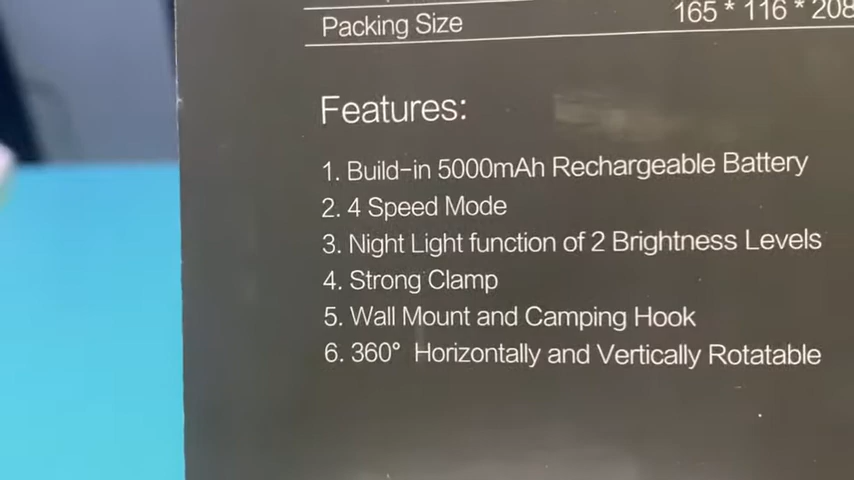 Packing Size 165 * 116 * 208
Features:
1. Build-in 5000mAh Rechargeable Battery
2. 4 Speed Mode
3. Night Light function of 2 Brightness Levels
4. Strong Clamp
5. Wall Mount and Camping Hook
6. 360° Horizontally and Vertically Rotatable